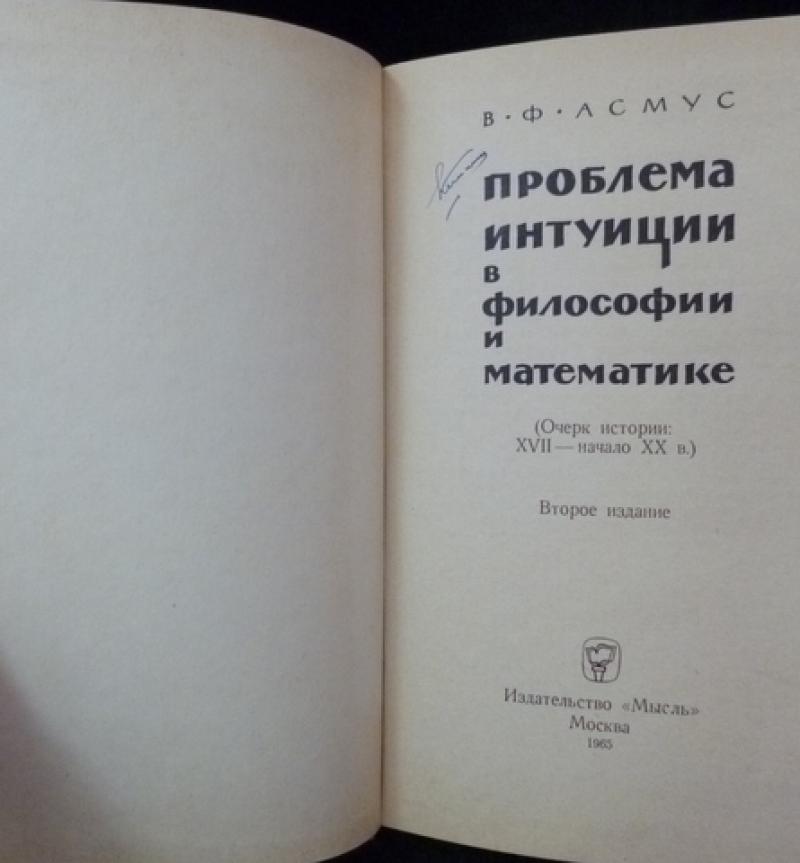 В·Ф·АСМУС
ПРОБЛЕМА
ИНТУИЦИИ
В
ФИЛОСОФИИ
И
МАТЕМАТИКЕ
(Очерк истории:
XVII — начало XX в.)
Второе издание
Издательство «Мысль»
Москва
1965